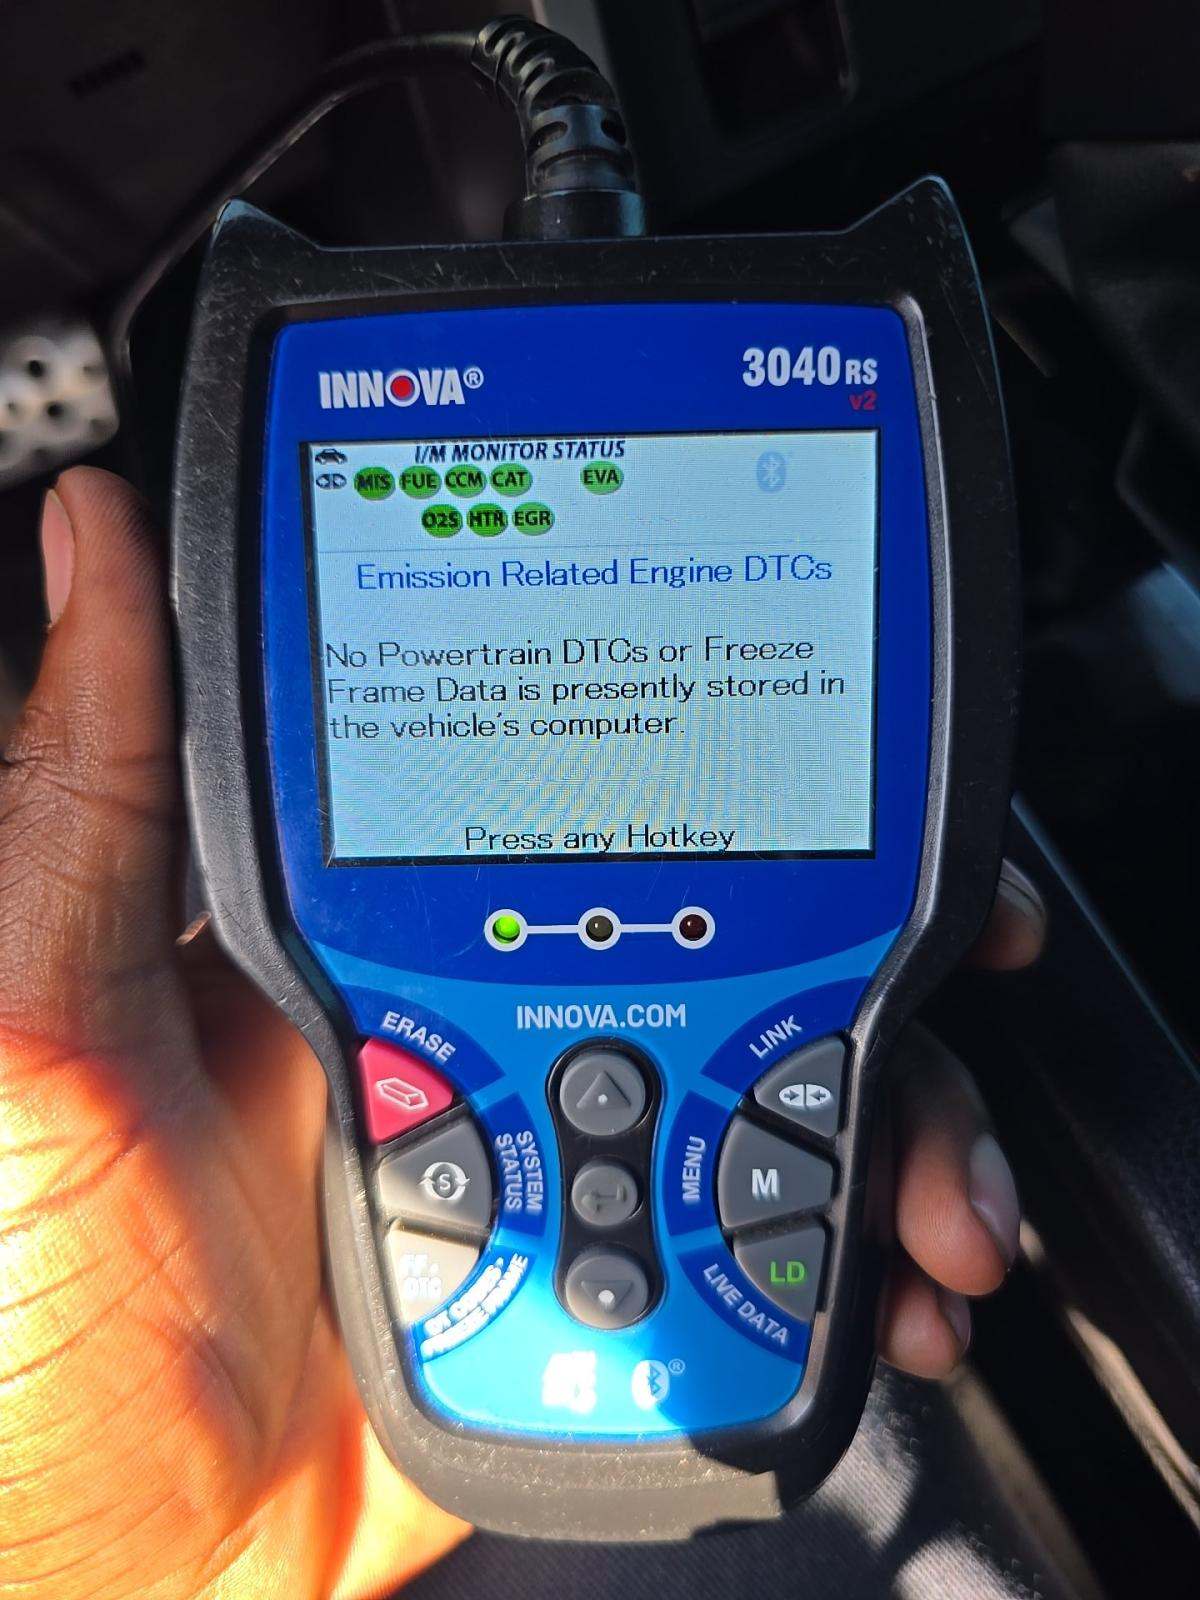 INNOVA®
3040RS
v2
I/M MONITOR STATUS
MIS FUE CCM CAT EVA
O2S HTR EGR
Emission Related Engine DTCs
No Powertrain DTCs or Freeze
Frame Data is presently stored in
the vehicle's computer.
Press any Hotkey
INNOVA.COM
ERASE
LINK
SYSTEM
STATUS
S
MENU
M
FREEZE FRAME
LIVE DATA
LD
®